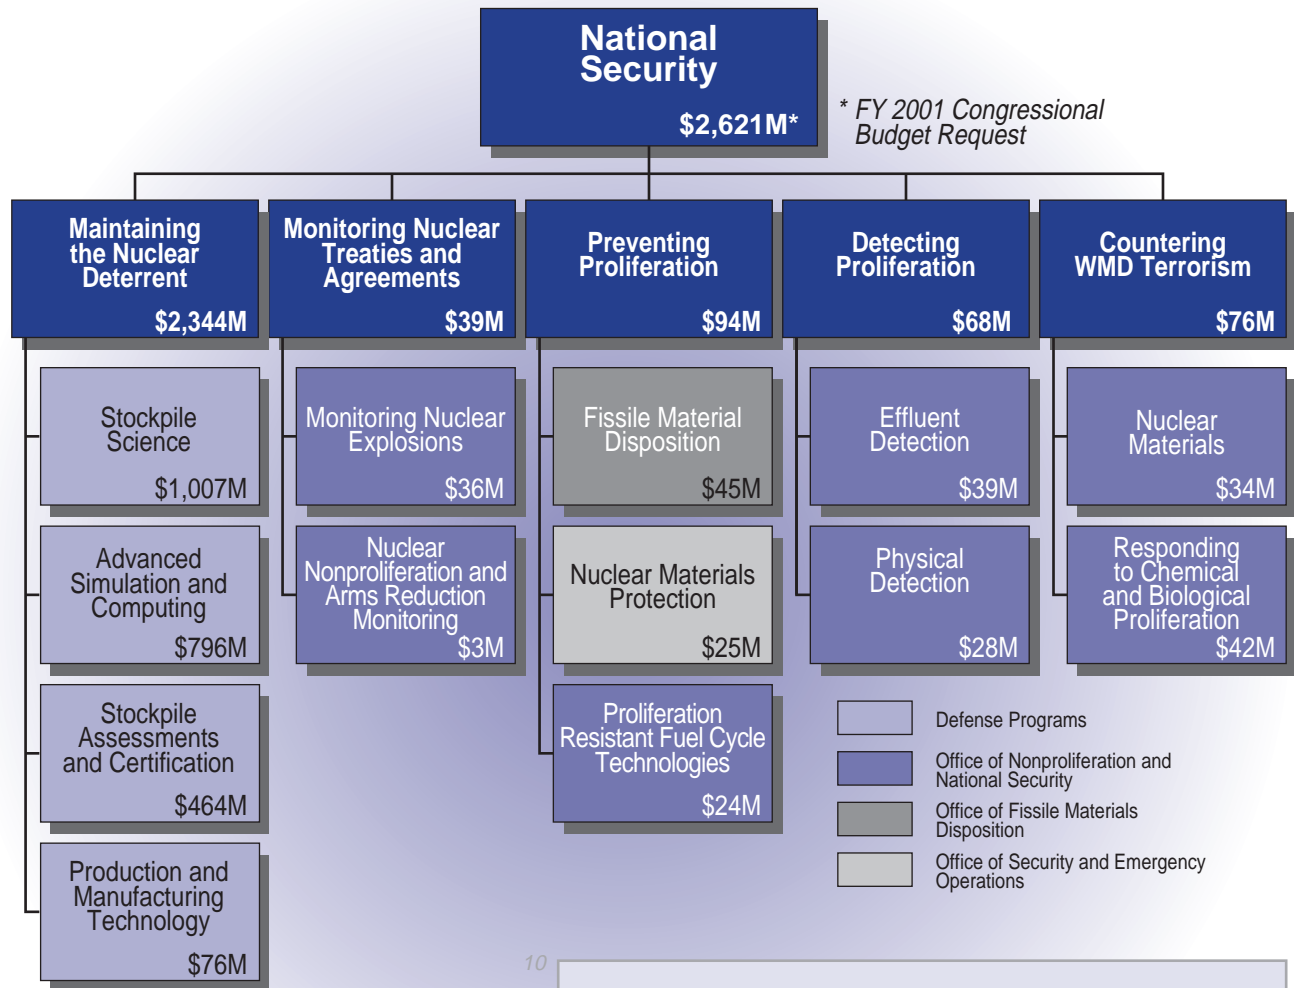 National
Security
$2,621M*
* FY 2001 Congressional
Budget Request
Maintaining
the Nuclear
Deterrent
$2,344M
Monitoring Nuclear
Treaties and
Agreements
$39M
Preventing
Proliferation
$94M
Detecting
Proliferation
$68M
Countering
WMD Terrorism
$76M
Stockpile
Science
$1,007M
Advanced
Simulation and
Computing
$796M
Stockpile
Assessments
and Certification
$464M
Production and
Manufacturing
Technology
$76M
Monitoring Nuclear
Explosions
$36M
Nuclear
Nonproliferation and
Arms Reduction
Monitoring
$3M
Fissile Material
Disposition
$45M
Nuclear Materials
Protection
$25M
Proliferation
Resistant Fuel Cycle
Technologies
$24M
Effluent
Detection
$39M
Physical
Detection
$28M
Nuclear
Materials
$34M
Responding
to Chemical
and Biological
Proliferation
$42M
Defense Programs
Office of Nonproliferation and
National Security
Office of Fissile Materials
Disposition
Office of Security and Emergency
Operations
10